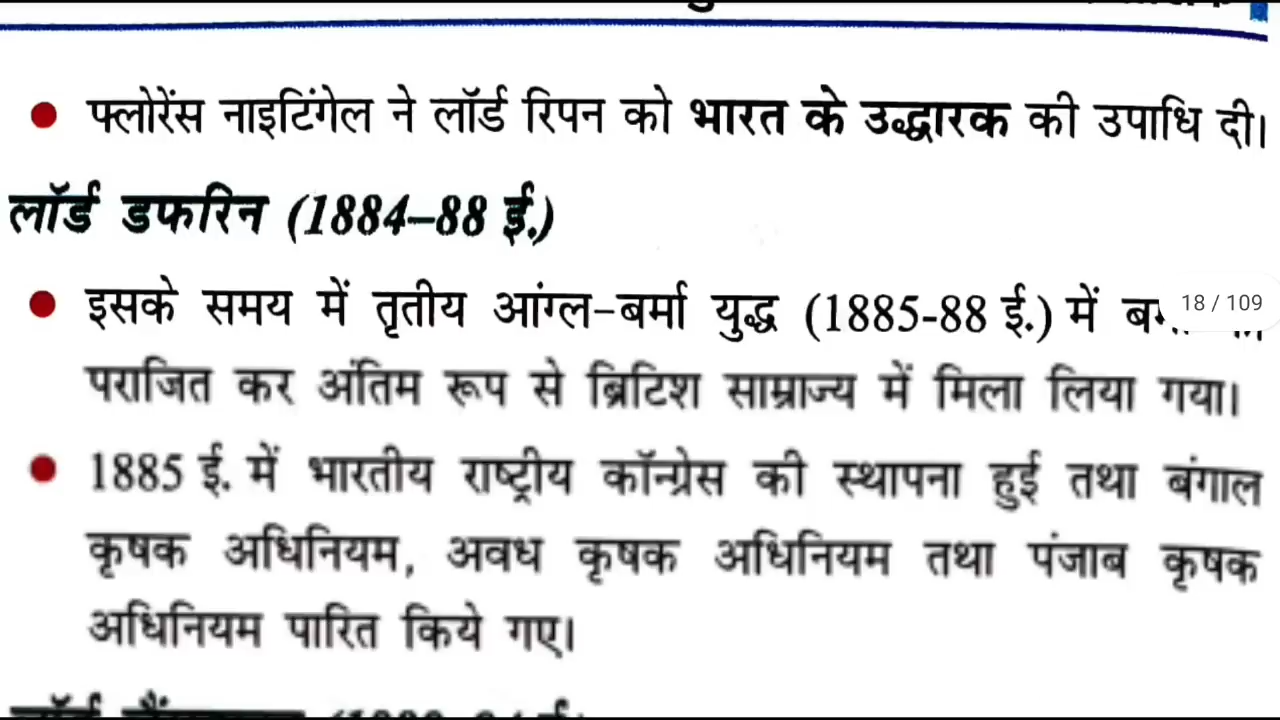 फ्लोरेंस नाइटिंगेल ने लॉर्ड रिपन को भारत के उद्धारक की उपाधि दी।
लॉर्ड डफरिन (1884–88 ई.)
इसके समय में तृतीय आंग्ल-बर्मा युद्ध (1885-88 ई.) में
18 / 109
पराजित कर अंतिम रूप से ब्रिटिश साम्राज्य में मिला लिया गया।
1885 ई. में भारतीय राष्ट्रीय कॉन्ग्रेस की स्थापना हुई तथा बंगाल
कृषक अधिनियम, अवध कृषक अधिनियम तथा पंजाब कृषक
अधिनियम पारित किये गए।